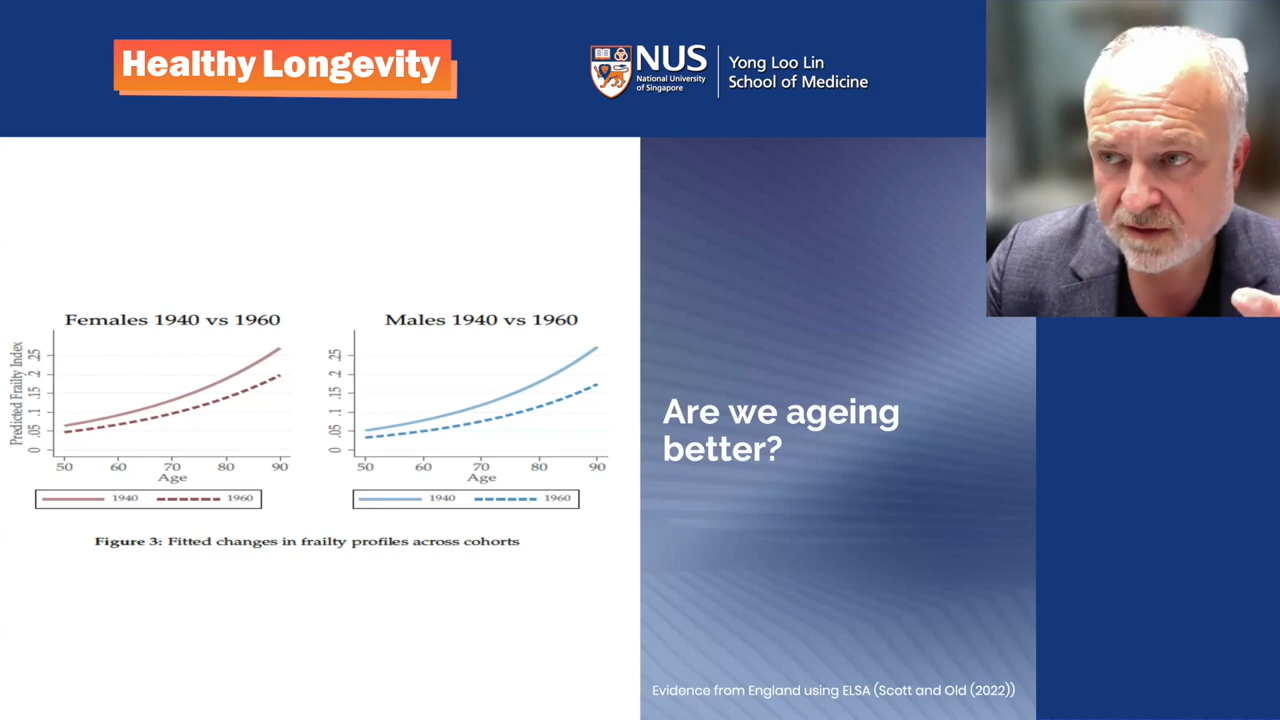 Healthy Longevity
NUS
National University
of Singapore
Yong Loo Lin
School of Medicine
Females 1940 vs 1960
Predicted Frailty Index
0 .05 .1 .15 .2 .25
50 60 70 80 90
Age
1940 1960
Males 1940 vs 1960
0 .05 .1 .15 .2 .25
50 60 70 80 90
Age
1940 1960
Figure 3: Fitted changes in frailty profiles across cohorts
Are we ageing
better?
Evidence from England using ELSA (Scott and Old (2022))